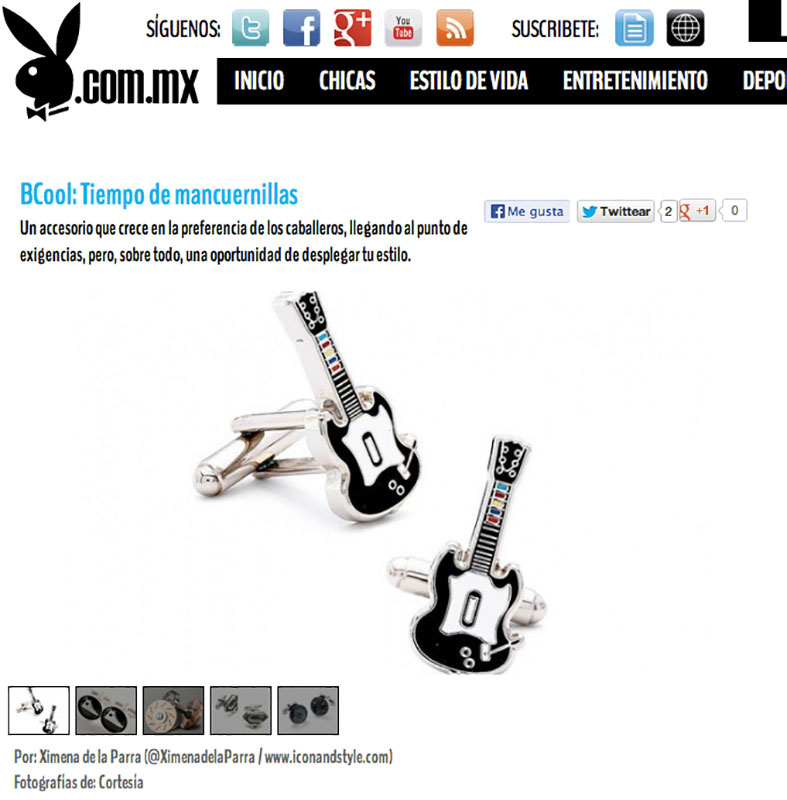 SÍGUENOS:
You
Tube
SUSCRIBETE:
.com.mx
INICIO CHICAS ESTILO DE VIDA ENTRETENIMIENTO DEPO
BCool: Tiempo de mancuernillas
Un accesorio que crece en la preferencia de los caballeros, llegando al punto de
exigencias, pero, sobre todo, una oportunidad de desplegar tu estilo.
Me gusta Twittear 2 +1 0
Por: Ximena de la Parra (@XimenadelaParra / www.iconandstyle.com)
Fotografías de: Cortesía